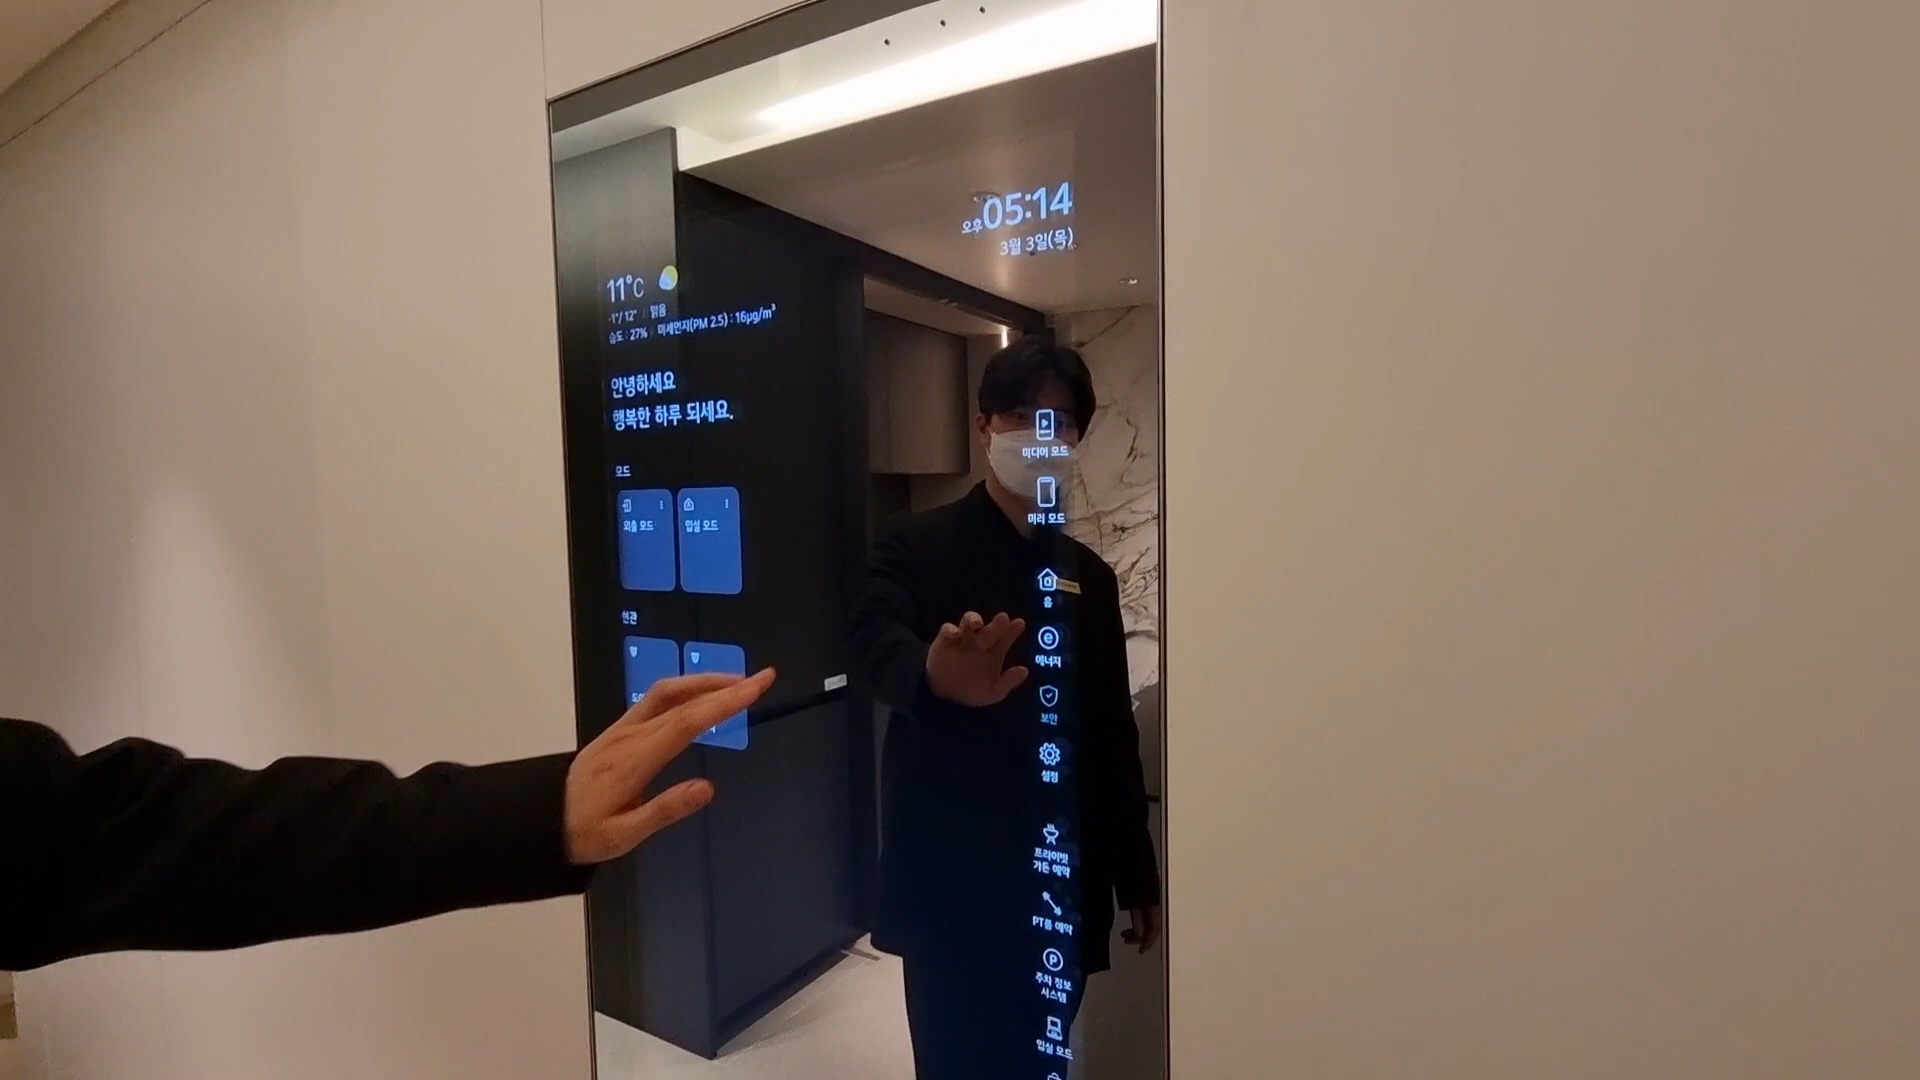 오후 05:14
3월 3일(목)
11°C
-1°/ 12° | 맑음
습도 : 27% 미세먼지(PM 2.5) : 16µg/m³
안녕하세요
행복한 하루 되세요.
모드
외출 모드
입실 모드
현관
미디어 모드
미러 모드
홈
에너지
보안
설정
프라이빗
가든 예약
PT룸 예약
주차 정보
시스템
입실 모드